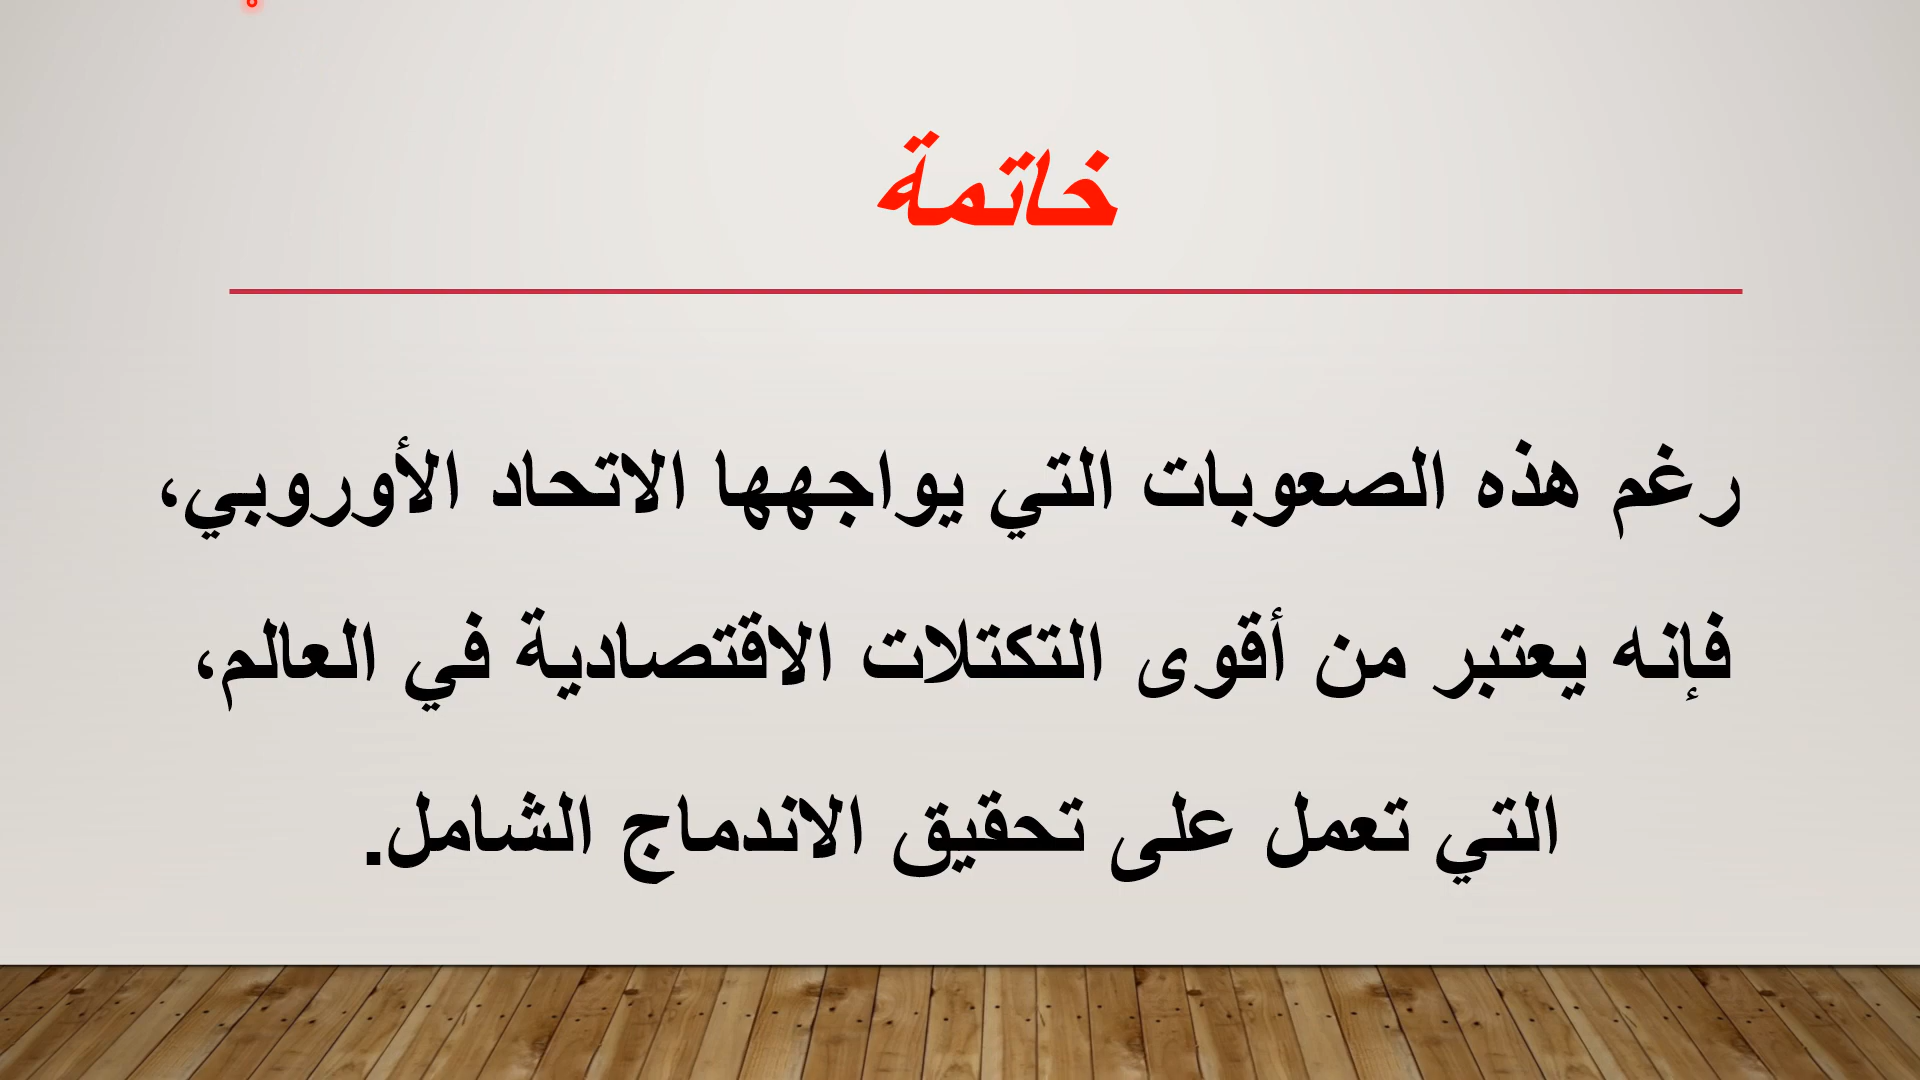 خاتمة
رغم هذه الصعوبات التي يواجهها الاتحاد الأوروبي،
فإنه يعتبر من أقوى التكتلات الاقتصادية في العالم،
التي تعمل على تحقيق الاندماج الشامل.